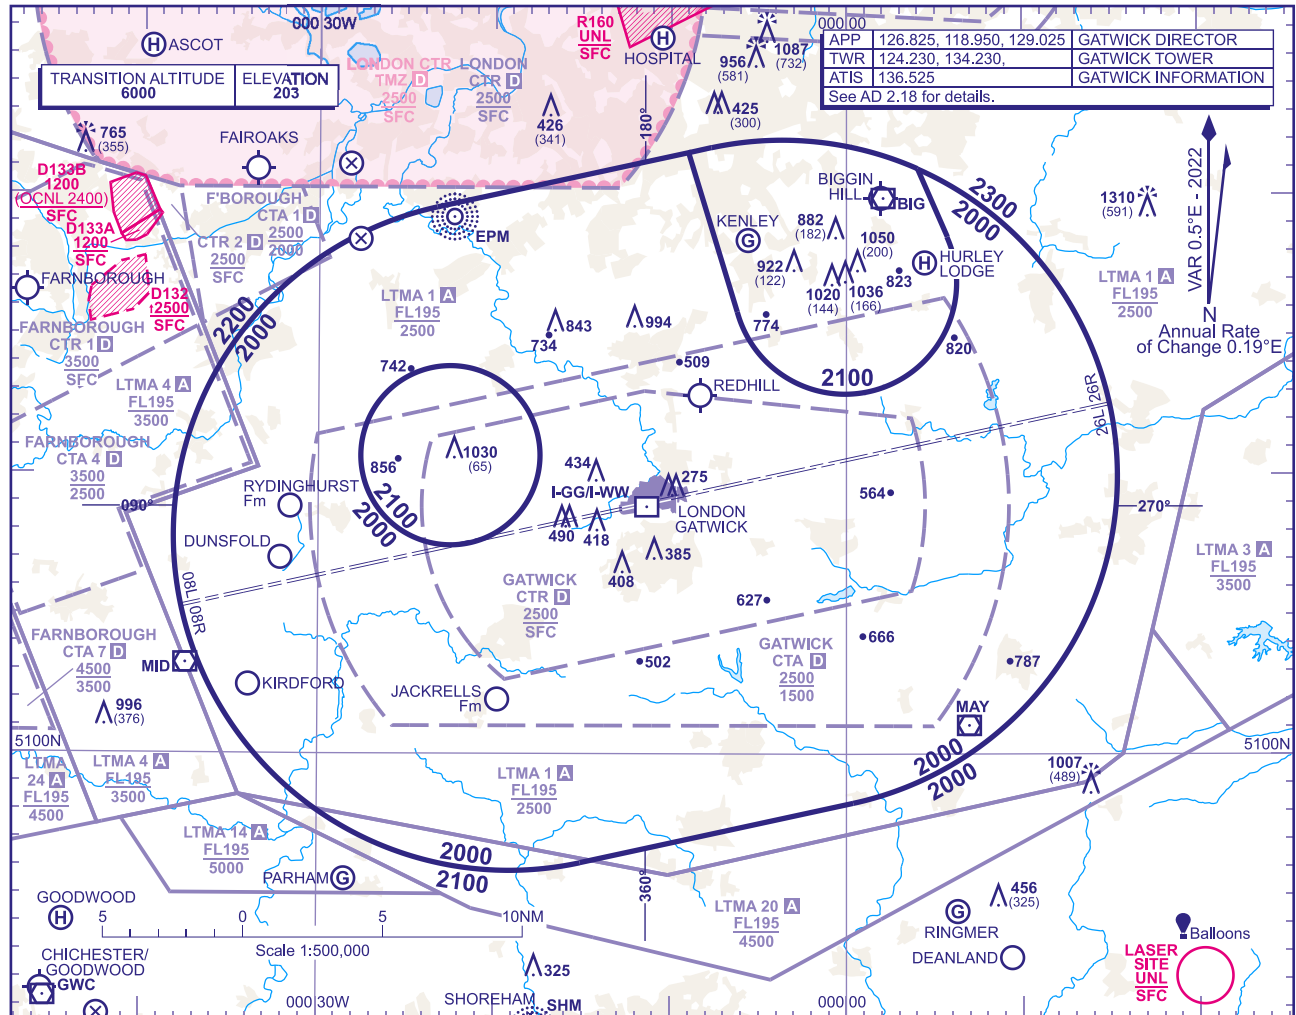 000 30W
000000
ASCOT
H
R160
UNL
SFC
H
HOSPITAL
1087
(732)
956
(581)
APP 126.825, 118.950, 129.025 GATWICK DIRECTOR
TWR 124.230, 134.230, GATWICK TOWER
ATIS 136.525 GATWICK INFORMATION
See AD 2.18 for details.
TRANSITION ALTITUDE
6000
ELEVATION
203
LONDON CTR
TMZ D
2500
SFC
LONDON
CTR D
2500
SFC
426
(341)
425
(300)
180°
765
(355)
FAIROAKS
D133B
1200
(OCNL 2400)
SFC
D133A
1200
SFC
F'BOROUGH
CTA 1 D
2500
2000
CTR 2 D
2500
SFC
EPM
KENLEY
G
BIGGIN
HILL
BIG
882
(182)
1050
(200)
922
(122)
1020
(144)
1036
(166)
823
H
HURLEY
LODGE
2300
2000
1310
(591)
VAR 0.5°E - 2022
N
Annual Rate
of Change 0.19°E
LTMA 1 A
FL195
2500
FARNBOROUGH
D132
2500
SFC
FARNBOROUGH
CTR 1 D
3500
SFC
2200
2000
LTMA 1 A
FL195
2500
843
734
994
774
820
742
509
REDHILL
2100
LTMA 4 A
FL195
3500
26L|26R
FARNBOROUGH
CTA 4 D
3500
2500
856
1030
(65)
2100
2000
434
I-GG/I-WW
275
LONDON
GATWICK
564
090°
270°
RYDINGHURST
Fm
DUNSFOLD
490
418
385
408
LTMA 3 A
FL195
3500
08L|08R
GATWICK
CTR D
2500
SFC
627
666
787
FARNBOROUGH
CTA 7 D
4500
3500
MID
KIRDFORD
JACKRELLS
Fm
502
GATWICK
CTA D
2500
1500
996
(376)
MAY
5100N
5100N
2000
2000
1007
(489)
LTMA
24 A
FL195
4500
LTMA 4 A
FL195
3500
LTMA 1 A
FL195
2500
LTMA 14 A
FL195
5000
2000
2100
PARHAM
G
360°
GOODWOOD
H
5 0 5 10NM
Scale 1:500,000
LTMA 20 A
FL195
4500
456
(325)
G
RINGMER
DEANLAND
Balloons
LASER
SITE
UNL
SFC
CHICHESTER/
GOODWOOD
GWC
325
SHOREHAM
SHM
000 30W
000000